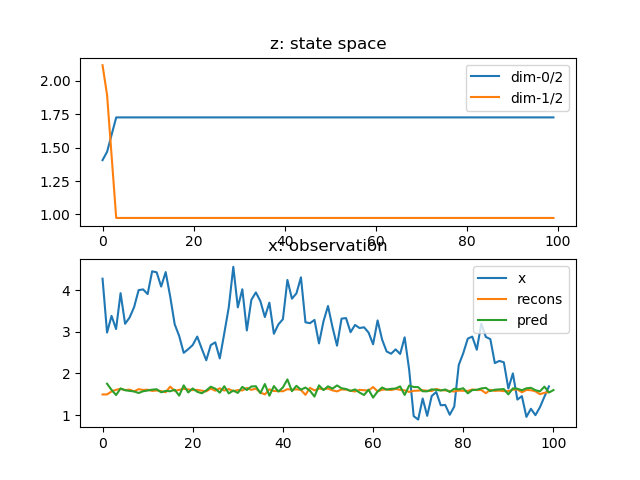 z: state space
2.00
1.75
1.50
1.25
1.00
dim-0/2
dim-1/2
0 20 40 60 80 100
x: observation
4
3
2
1
x
recons
pred
0 20 40 60 80 100